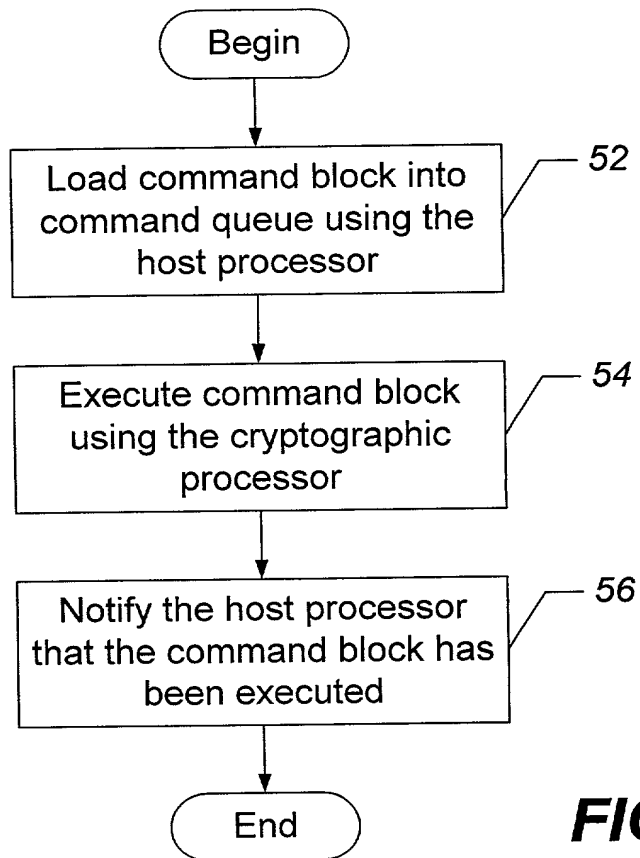 Begin
Load command block into
command queue using the
host processor
52
Execute command block
using the cryptographic
processor
54
Notify the host processor
that the command block has
been executed
56
End